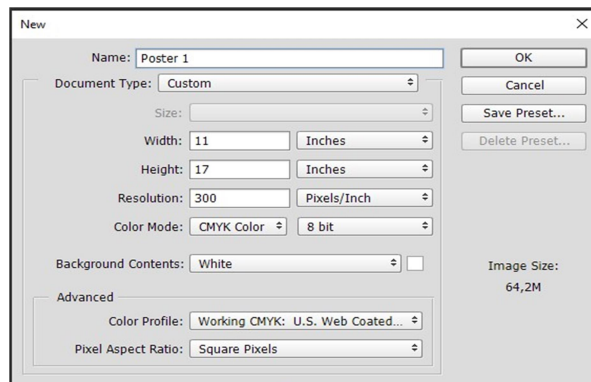 New
Name: Poster 1
OK
Document Type: Custom
Cancel
Size:
Save Preset...
Width: 11 Inches
Delete Preset...
Height: 17 Inches
Resolution: 300 Pixels/Inch
Color Mode: CMYK Color 8 bit
Background Contents: White
Image Size:
64,2M
Advanced
Color Profile: Working CMYK: U.S. Web Coated...
Pixel Aspect Ratio: Square Pixels